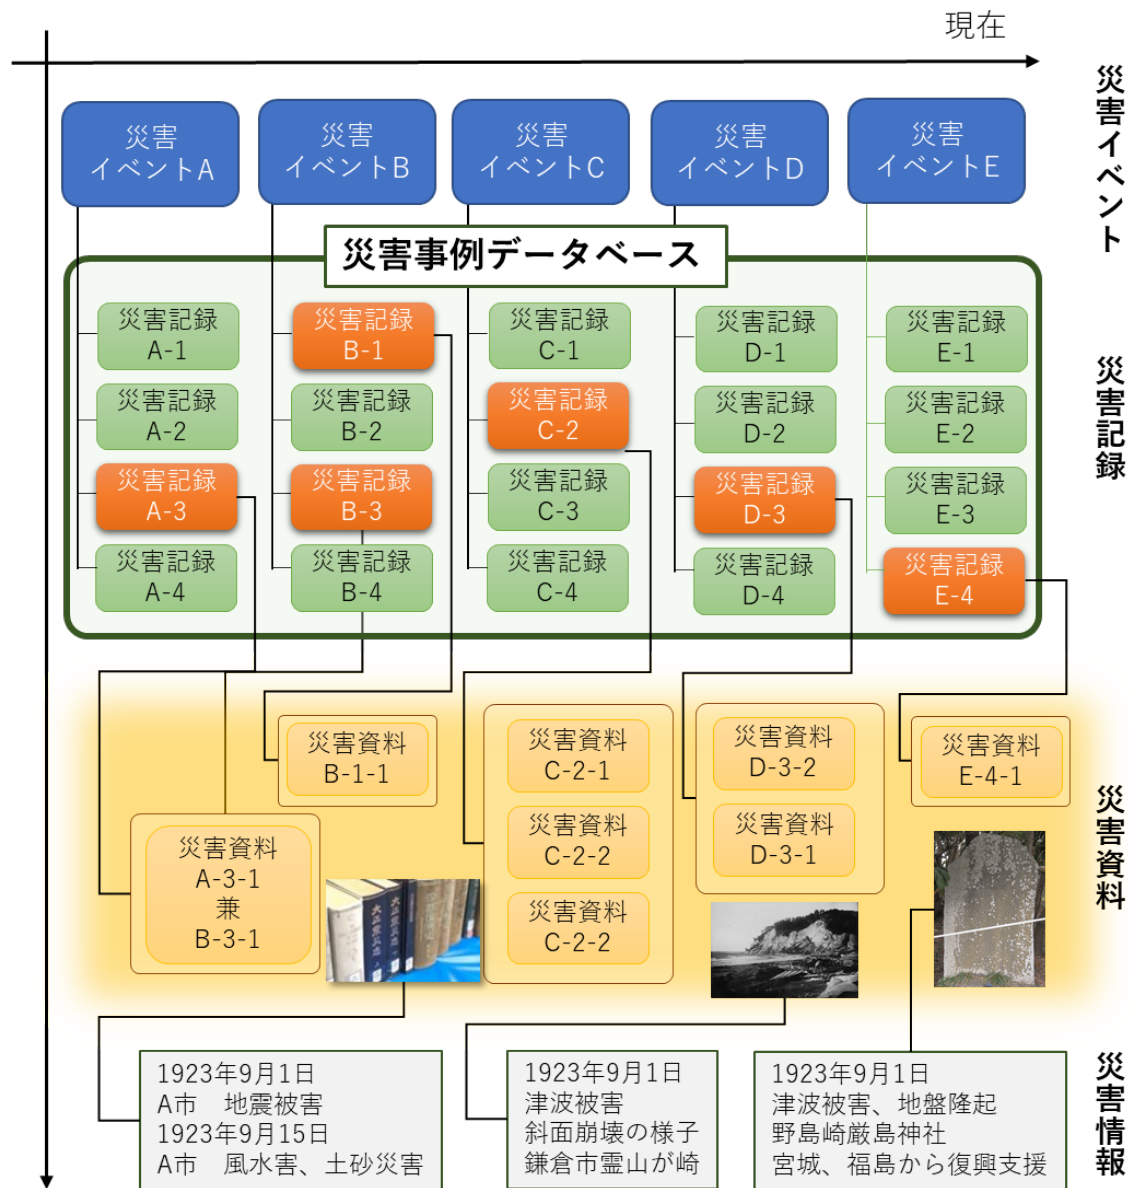 現在
災害イベント
災害
イベントA
災害
イベントB
災害
イベントC
災害
イベントD
災害
イベントE
災害事例データベース
災害記録
災害記録
A-1
災害記録
A-2
災害記録
A-3
災害記録
A-4
災害記録
B-1
災害記録
B-2
災害記録
B-3
災害記録
B-4
災害記録
C-1
災害記録
C-2
災害記録
C-3
災害記録
C-4
災害記録
D-1
災害記録
D-2
災害記録
D-3
災害記録
D-4
災害記録
E-1
災害記録
E-2
災害記録
E-3
災害記録
E-4
災害資料
災害資料
A-3-1
兼
B-3-1
災害資料
B-1-1
災害資料
C-2-1
災害資料
C-2-2
災害資料
C-2-2
災害資料
D-3-2
災害資料
D-3-1
災害資料
E-4-1
災害情報
1923年9月1日
A市　地震被害
1923年9月15日
A市　風水害、土砂災害
1923年9月1日
津波被害
斜面崩壊の様子
鎌倉市霊山が崎
1923年9月1日
津波被害、地盤隆起
野島崎厳島神社
宮城、福島から復興支援